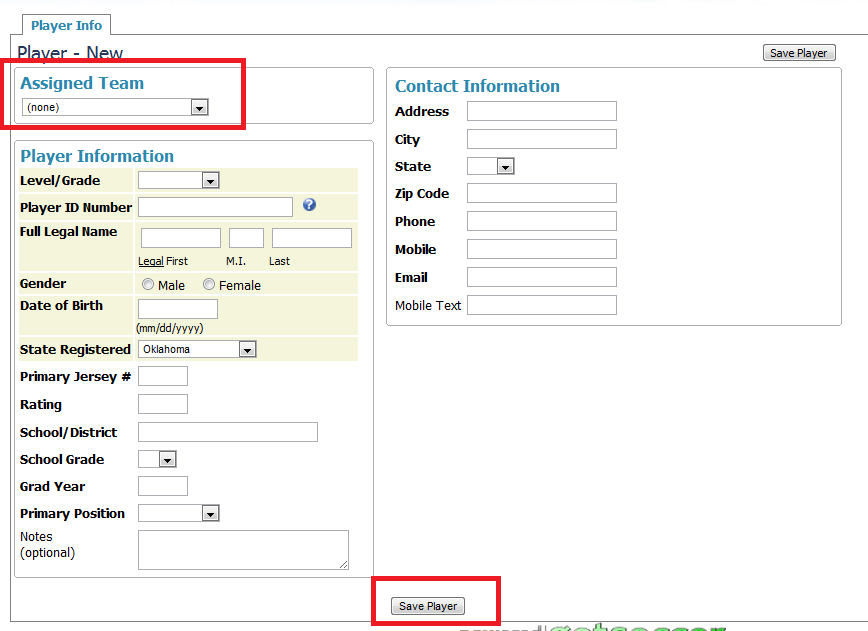 Player Info
Player - New
Save Player
Assigned Team
(none)
Player Information
Level/Grade
Player ID Number
?
Full Legal Name
Legal First M.I. Last
Gender
Male Female
Date of Birth
(mm/dd/yyyy)
State Registered Oklahoma
Primary Jersey #
Rating
School/District
School Grade
Grad Year
Primary Position
Notes
(optional)
Contact Information
Address
City
State
Zip Code
Phone
Mobile
Email
Mobile Text
Save Player